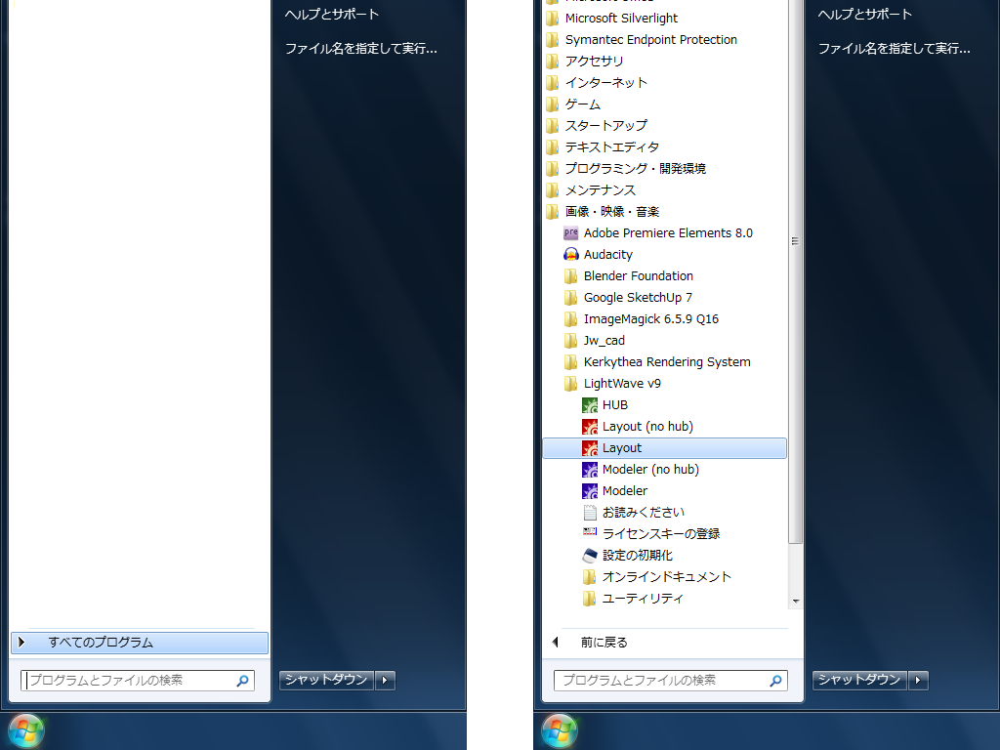 ヘルプとサポート
ファイル名を指定して実行...
すべてのプログラム
プログラムとファイルの検索
シャットダウン
Microsoft Silverlight
Symantec Endpoint Protection
アクセサリ
インターネット
ゲーム
スタートアップ
テキストエディタ
プログラミング・開発環境
メンテナンス
画像・映像・音楽
pre Adobe Premiere Elements 8.0
Audacity
Blender Foundation
Google SketchUp 7
ImageMagick 6.5.9 Q16
Jw_cad
Kerkythea Rendering System
LightWave v9
HUB
Layout (no hub)
Layout
Modeler (no hub)
Modeler
お読みください
ライセンスキーの登録
設定の初期化
オンラインドキュメント
ユーティリティ
前に戻る
プログラムとファイルの検索
ヘルプとサポート
ファイル名を指定して実行...
シャットダウン